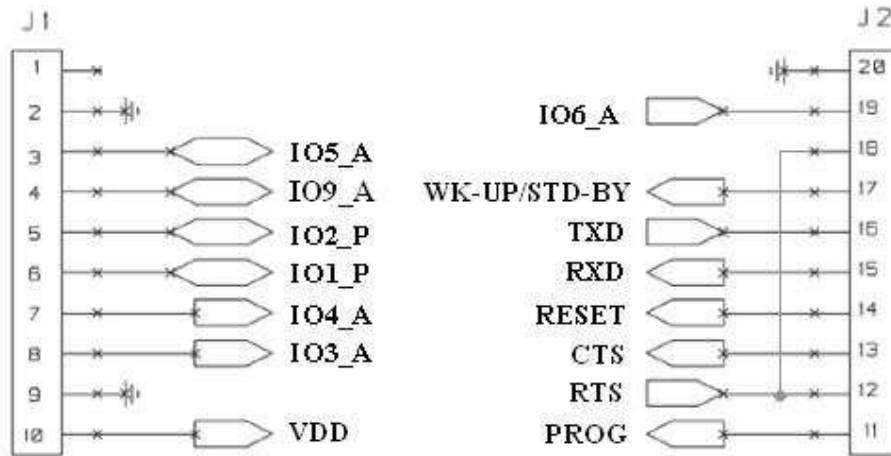 J1
1
2
3 IO5_A
4 IO9_A
5 IO2_P
6 IO1_P
7 IO4_A
8 IO3_A
9
10 VDD
J2
20
IO6_A 19
18
WK-UP/STD-BY 17
TXD 16
RXD 15
RESET 14
CTS 13
RTS 12
PROG 11